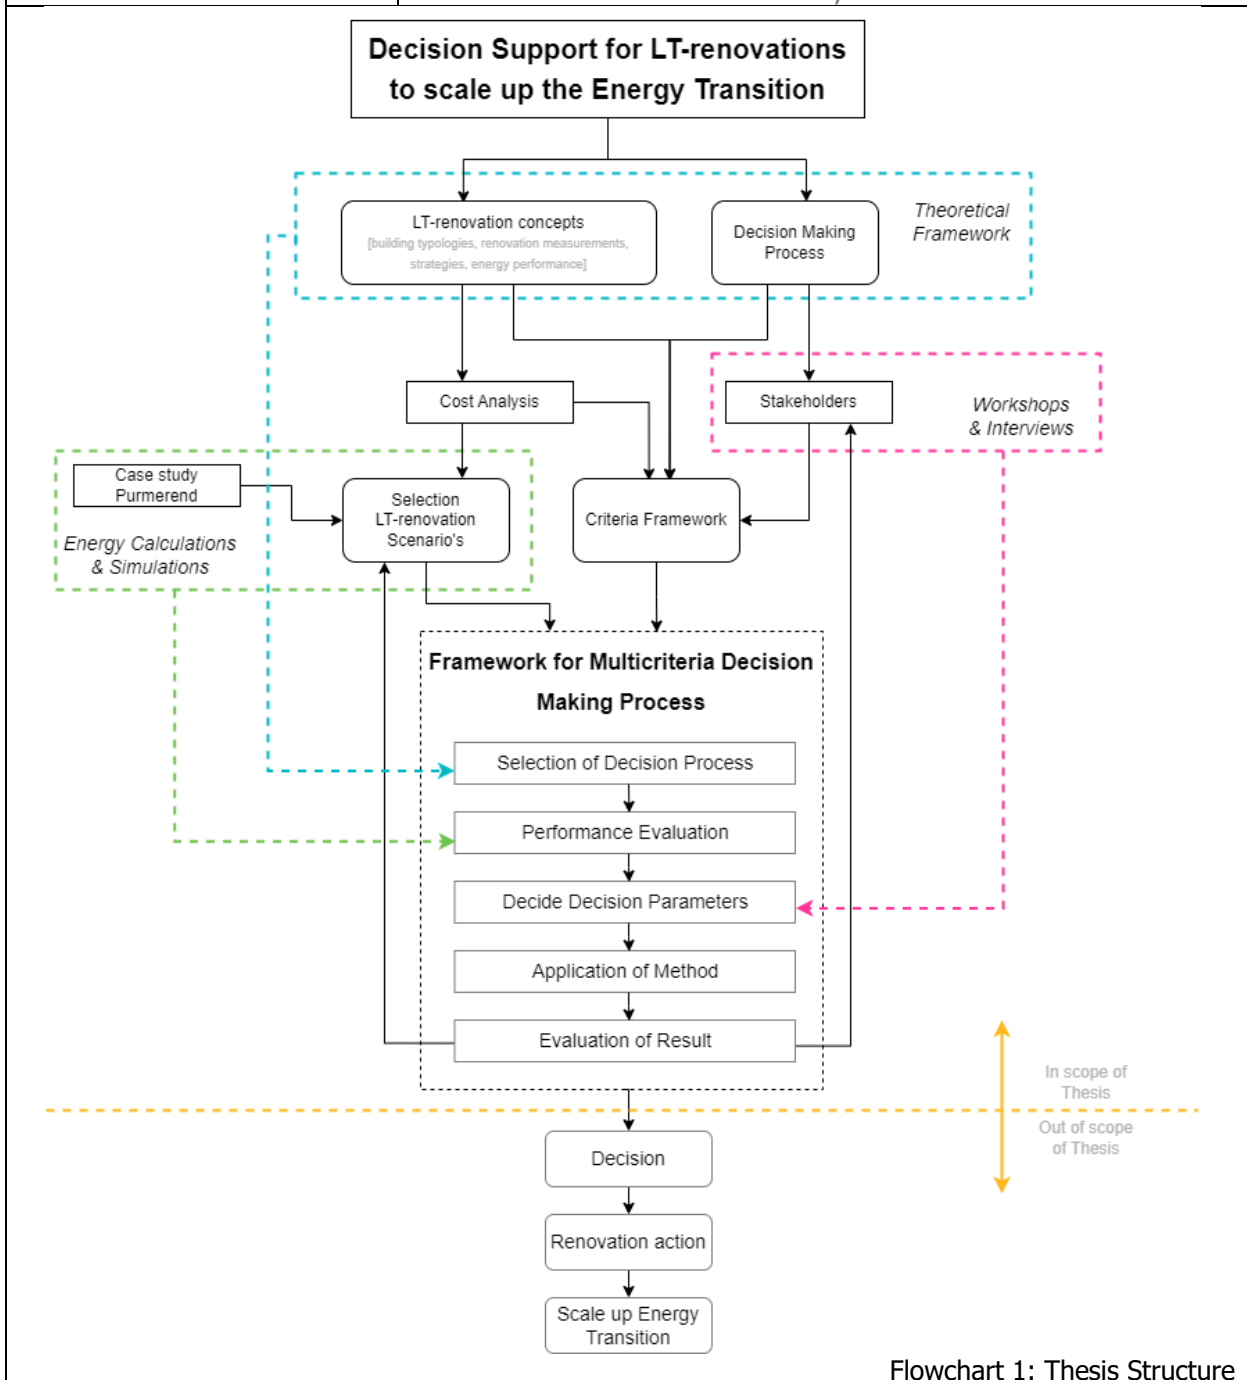 Decision Support for LT-renovations
to scale up the Energy Transition
LT-renovation concepts
[building typologies, renovation measurements,
strategies, energy performance]
Decision Making
Process
Theoretical
Framework
Cost Analysis
Stakeholders
Workshops
& Interviews
Case study
Purmerend
Energy Calculations
& Simulations
Selection
LT-renovation
Scenario's
Criteria Framework
Framework for Multicriteria Decision
Making Process
Selection of Decision Process
Performance Evaluation
Decide Decision Parameters
Application of Method
Evaluation of Result
In scope of
Thesis
Out of scope
of Thesis
Decision
Renovation action
Scale up Energy
Transition
Flowchart 1: Thesis Structure